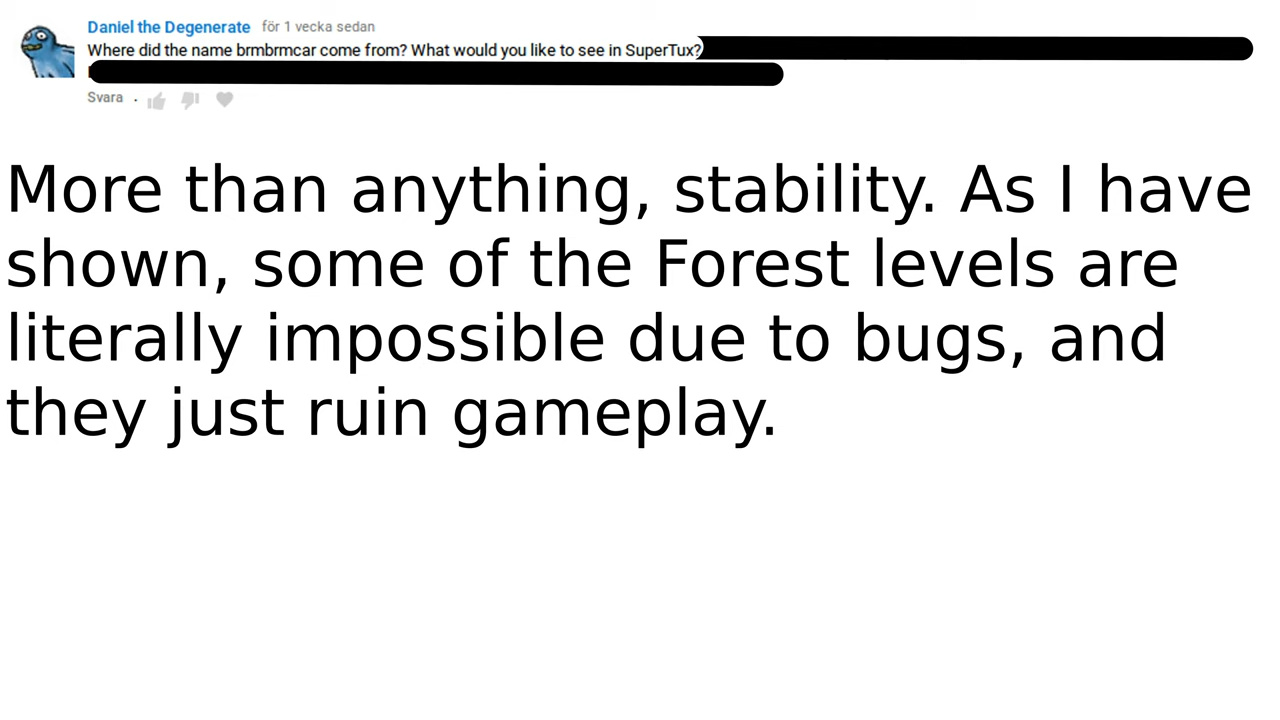 Daniel the Degenerate för 1 vecka sedan
Where did the name brmbrmcar come from? What would you like to see in SuperTux?
Svara ·
More than anything, stability. As I have
shown, some of the Forest levels are
literally impossible due to bugs, and
they just ruin gameplay.